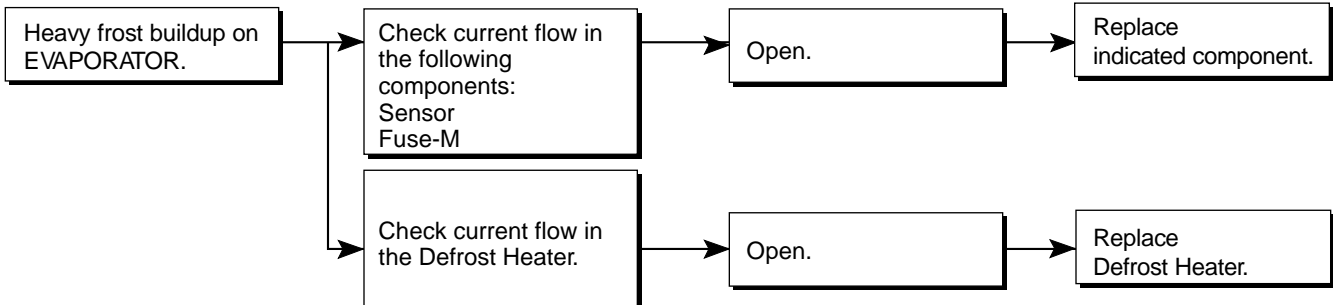 Heavy frost buildup on
EVAPORATOR.
Check current flow in
the following
components:
Sensor
Fuse-M
Open.
Replace
indicated component.
Check current flow in
the Defrost Heater.
Open.
Replace
Defrost Heater.